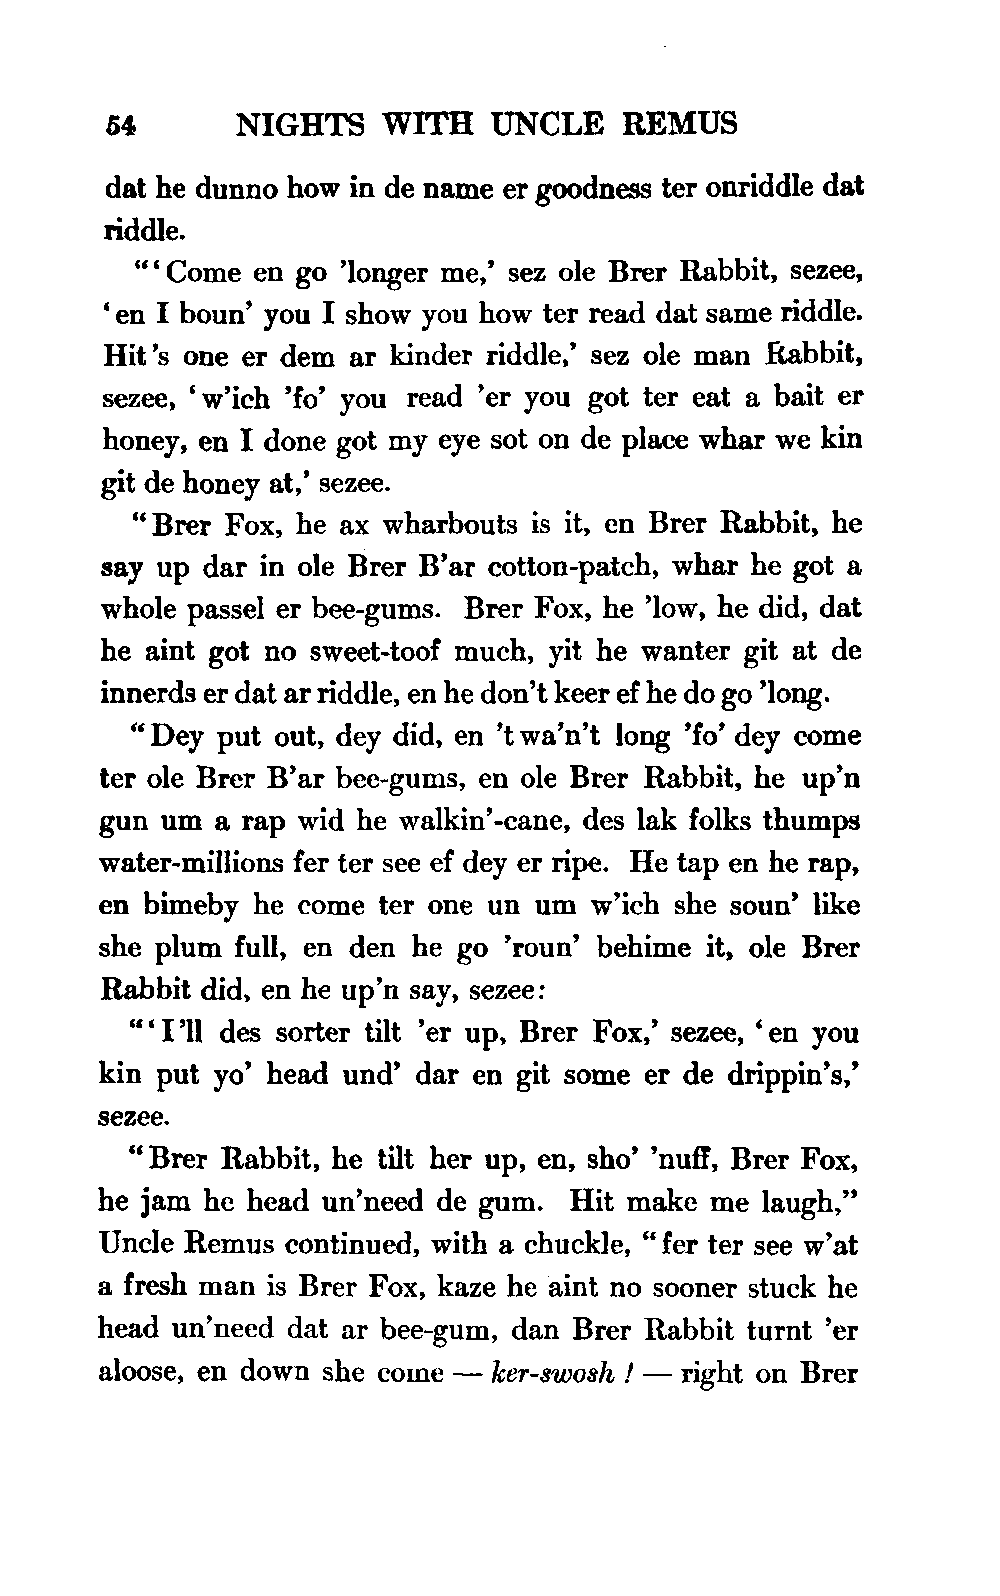 54 NIGHTS WITH UNCLE REMUS
dat he dunno how in de name er goodness ter onriddle dat
riddle.
"'Come en go 'longer me,' sez ole Brer Rabbit, sezee,
'en I boun' you I show you how ter read dat same riddle.
Hit's one er dem ar kinder riddle,' sez ole man Rabbit,
sezee, 'w'ich 'fo' you read 'er you got ter eat a bait er
honey, en I done got my eye sot on de place whar we kin
git de honey at,' sezee.
"Brer Fox, he ax wharbouts is it, en Brer Rabbit, he
say up dar in ole Brer B'ar cotton-patch, whar he got a
whole passel er bee-gums. Brer Fox, he 'low, he did, dat
he aint got no sweet-toof much, yit he wanter git at de
innerds er dat ar riddle, en he don't keer ef he do go 'long.
"Dey put out, dey did, en 't wa'n't long 'fo' dey come
ter ole Brer B'ar bee-gums, en ole Brer Rabbit, he up'n
gun um a rap wid he walkin'-cane, des lak folks thumps
water-millions fer ter see ef dey er ripe. He tap en he rap,
en bimeby he come ter one un um w'ich she soun' like
she plum full, en den he go 'roun' behime it, ole Brer
Rabbit did, en he up'n say, sezee:
"'I'll des sorter tilt 'er up, Brer Fox,' sezee, 'en you
kin put yo' head und' dar en git some er de drippin's,'
sezee.
"Brer Rabbit, he tilt her up, en, sho' 'nuff, Brer Fox,
he jam he head un'need de gum. Hit make me laugh,"
Uncle Remus continued, with a chuckle, "fer ter see w'at
a fresh man is Brer Fox, kaze he aint no sooner stuck he
head un'need dat ar bee-gum, dan Brer Rabbit turnt 'er
aloose, en down she come — ker-swosh! — right on Brer